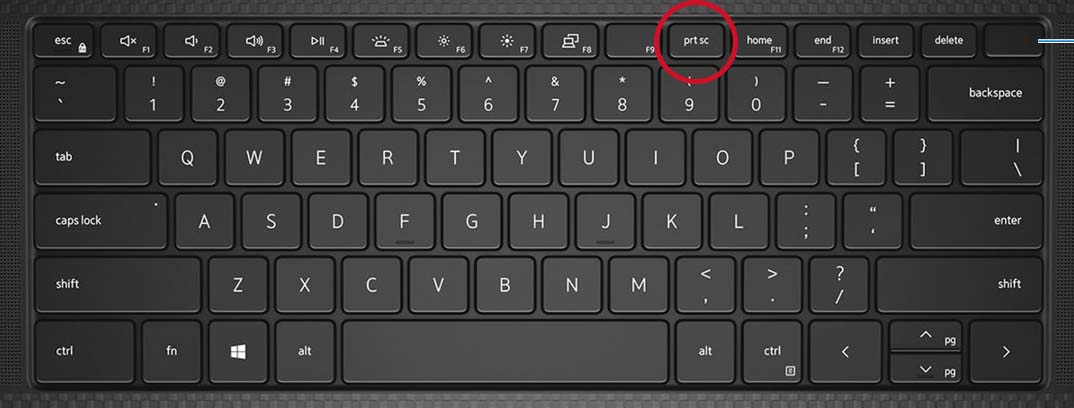 esc F1 F2 F3 F4 F5 F6 F7 F8 F9 prt sc home F11 end F12 insert delete
~ ! @ # $ % ^ & * ( ) — +
` 1 2 3 4 5 6 7 8 9 0 - = backspace
tab Q W E R T Y U I O P { [ } ] | \
caps lock A S D F G H J K L : ; “ ‘ enter
shift Z X C V B N M < , > . ? / shift
ctrl fn alt alt ctrl pg pg